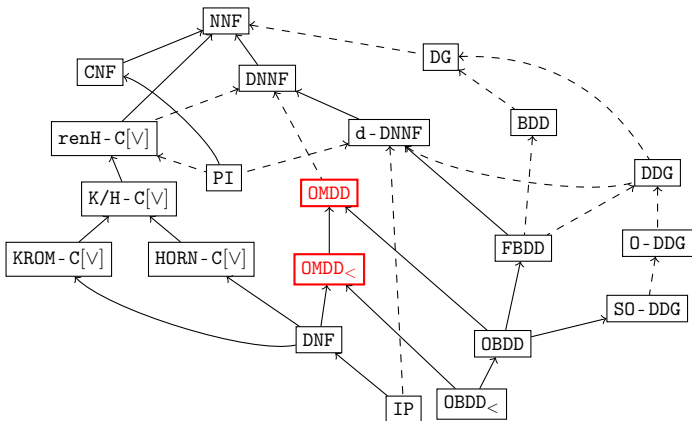 NNF
DG
CNF
DNNF
BDD
renH-C[∨]
d-DNNF
PI
DDG
OMDD
K/H-C[∨]
KROM-C[∨]
HORN-C[∨]
OMDD<
FBDD
O-DDG
SO-DDG
DNF
OBDD
IP
OBDD<